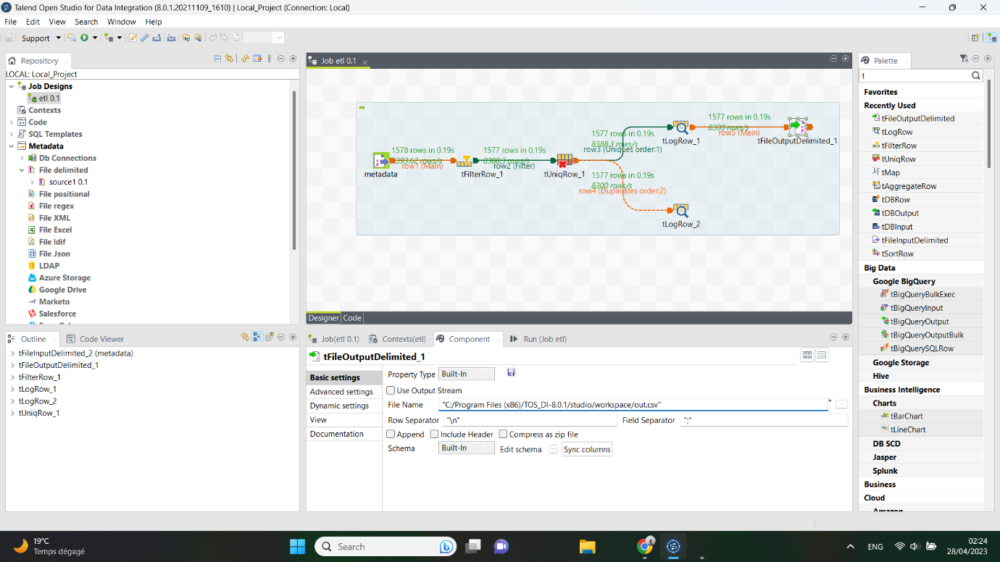 Talend Open Studio for Data Integration (8.0.1.20211109_1610) | Local_Project (Connection: Local)
File Edit View Search Window Help
Support
Repository
LOCAL: Local_Project
Job Designs
etl 0.1
Contexts
Code
SQL Templates
Metadata
Db Connections
File delimited
source1 0.1
File positional
File regex
File XML
File Excel
File ldif
File Json
LDAP
Azure Storage
Google Drive
Marketo
Salesforce
Job etl 0.1
metadata
1578 rows in 0.19s
8393.62 rows/s
row1 (Main)
tFilterRow_1
1577 rows in 0.19s
8388.3 rows/s
row2 (Filter)
tUniqRow_1
1577 rows in 0.19s
8388.3 rows/s
row3 (Uniques order:1)
1577 rows in 0.19s
8300 rows/s
row4 (Duplicates order:2)
tLogRow_1
1577 rows in 0.19s
8300 rows/s
row5 (Main)
tFileOutputDelimited_1
tLogRow_2
Designer Code
Palette
t
Favorites
Recently Used
tFileOutputDelimited
tLogRow
tFilterRow
tUniqRow
tMap
tAggregateRow
tDBRow
tDBOutput
tDBInput
tFileInputDelimited
tSortRow
Big Data
Google BigQuery
tBigQueryBulkExec
tBigQueryInput
tBigQueryOutput
tBigQueryOutputBulk
tBigQuerySQLRow
Google Storage
Hive
Business Intelligence
Charts
tBarChart
tLineChart
DB SCD
Jasper
Splunk
Business
Cloud
Amazon
Outline Code Viewer
tFileInputDelimited_2 (metadata)
tFileOutputDelimited_1
tFilterRow_1
tLogRow_1
tLogRow_2
tUniqRow_1
Job(etl 0.1) Contexts(etl) Component Run (Job etl)
tFileOutputDelimited_1
Basic settings
Advanced settings
Dynamic settings
View
Documentation
Property Type Built-In
Use Output Stream
File Name "C:/Program Files (x86)/TOS_DI-8.0.1/studio/workspace/out.csv" *
Row Separator "\n" Field Separator ";"
Append Include Header Compress as zip file
Schema Built-In Edit schema Sync columns
19°C
Temps dégagé
Search
ENG
02:24
28/04/2023